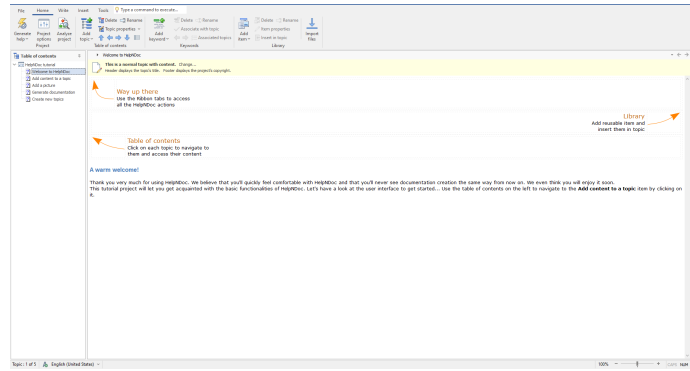 File Home Write Insert Tools Type a command to execute...
Generate help Project options Analyze project
Project
Add topic Delete Rename
Topic properties
Table of contents
Add keyword Delete Rename
Associate with topic
Associated topics
Keywords
Add item Delete Rename
Item properties
Insert in topic
Library
Import files
Table of contents
HelpNDoc tutorial
Welcome to HelpNDoc
Add content to a topic
Add a picture
Generate documentation
Create new topics
Welcome to HelpNDoc
This is a normal topic with content. Change...
Header displays the topic's title. Footer displays the project's copyright.
Way up there
Use the Ribbon tabs to access
all the HelpNDoc actions
Library
Add reusable item and
insert them in topic
Table of contents
Click on each topic to navigate to
them and access their content
A warm welcome!
Thank you very much for using HelpNDoc. We believe that you'll quickly feel comfortable with HelpNDoc and that you'll never see documentation creation the same way from now on. We even think you will enjoy it soon.
This tutorial project will let you get acquainted with the basic functionalities of HelpNDoc. Let's have a look at the user interface to get started... Use the table of contents on the left to navigate to the Add content to a topic item by clicking on
it.
Topic : 1 of 5 English (United States) 100% CAPS NUM